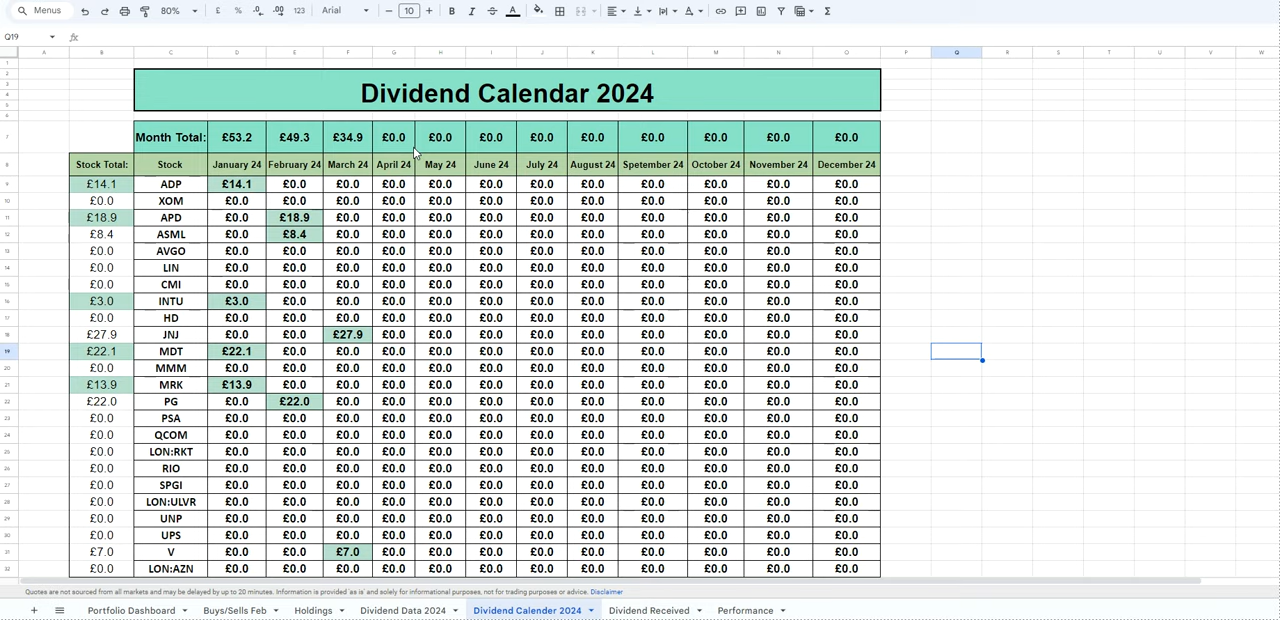 Menus 80% £ % .0 .00 123 Arial 10 B I A Σ
Q19 fx
A B C D E F G H I J K L M N O P Q R S T U V W
Dividend Calendar 2024
Month Total: £53.2 £49.3 £34.9 £0.0 £0.0 £0.0 £0.0 £0.0 £0.0 £0.0 £0.0 £0.0
Stock Total: Stock January 24 February 24 March 24 April 24 May 24 June 24 July 24 August 24 Spetember 24 October 24 November 24 December 24
9 £14.1 ADP £14.1 £0.0 £0.0 £0.0 £0.0 £0.0 £0.0 £0.0 £0.0 £0.0 £0.0 £0.0
10 £0.0 XOM £0.0 £0.0 £0.0 £0.0 £0.0 £0.0 £0.0 £0.0 £0.0 £0.0 £0.0 £0.0
11 £18.9 APD £0.0 £18.9 £0.0 £0.0 £0.0 £0.0 £0.0 £0.0 £0.0 £0.0 £0.0 £0.0
12 £8.4 ASML £0.0 £8.4 £0.0 £0.0 £0.0 £0.0 £0.0 £0.0 £0.0 £0.0 £0.0 £0.0
13 £0.0 AVGO £0.0 £0.0 £0.0 £0.0 £0.0 £0.0 £0.0 £0.0 £0.0 £0.0 £0.0 £0.0
14 £0.0 LIN £0.0 £0.0 £0.0 £0.0 £0.0 £0.0 £0.0 £0.0 £0.0 £0.0 £0.0 £0.0
15 £0.0 CMI £0.0 £0.0 £0.0 £0.0 £0.0 £0.0 £0.0 £0.0 £0.0 £0.0 £0.0 £0.0
16 £3.0 INTU £3.0 £0.0 £0.0 £0.0 £0.0 £0.0 £0.0 £0.0 £0.0 £0.0 £0.0 £0.0
17 £0.0 HD £0.0 £0.0 £0.0 £0.0 £0.0 £0.0 £0.0 £0.0 £0.0 £0.0 £0.0 £0.0
18 £27.9 JNJ £0.0 £0.0 £27.9 £0.0 £0.0 £0.0 £0.0 £0.0 £0.0 £0.0 £0.0 £0.0
19 £22.1 MDT £22.1 £0.0 £0.0 £0.0 £0.0 £0.0 £0.0 £0.0 £0.0 £0.0 £0.0 £0.0
20 £0.0 MMM £0.0 £0.0 £0.0 £0.0 £0.0 £0.0 £0.0 £0.0 £0.0 £0.0 £0.0 £0.0
21 £13.9 MRK £13.9 £0.0 £0.0 £0.0 £0.0 £0.0 £0.0 £0.0 £0.0 £0.0 £0.0 £0.0
22 £22.0 PG £0.0 £22.0 £0.0 £0.0 £0.0 £0.0 £0.0 £0.0 £0.0 £0.0 £0.0 £0.0
23 £0.0 PSA £0.0 £0.0 £0.0 £0.0 £0.0 £0.0 £0.0 £0.0 £0.0 £0.0 £0.0 £0.0
24 £0.0 QCOM £0.0 £0.0 £0.0 £0.0 £0.0 £0.0 £0.0 £0.0 £0.0 £0.0 £0.0 £0.0
25 £0.0 LON:RKT £0.0 £0.0 £0.0 £0.0 £0.0 £0.0 £0.0 £0.0 £0.0 £0.0 £0.0 £0.0
26 £0.0 RIO £0.0 £0.0 £0.0 £0.0 £0.0 £0.0 £0.0 £0.0 £0.0 £0.0 £0.0 £0.0
27 £0.0 SPGI £0.0 £0.0 £0.0 £0.0 £0.0 £0.0 £0.0 £0.0 £0.0 £0.0 £0.0 £0.0
28 £0.0 LON:ULVR £0.0 £0.0 £0.0 £0.0 £0.0 £0.0 £0.0 £0.0 £0.0 £0.0 £0.0 £0.0
29 £0.0 UNP £0.0 £0.0 £0.0 £0.0 £0.0 £0.0 £0.0 £0.0 £0.0 £0.0 £0.0 £0.0
30 £0.0 UPS £0.0 £0.0 £0.0 £0.0 £0.0 £0.0 £0.0 £0.0 £0.0 £0.0 £0.0 £0.0
31 £7.0 V £0.0 £0.0 £7.0 £0.0 £0.0 £0.0 £0.0 £0.0 £0.0 £0.0 £0.0 £0.0
32 £0.0 LON:AZN £0.0 £0.0 £0.0 £0.0 £0.0 £0.0 £0.0 £0.0 £0.0 £0.0 £0.0 £0.0
Quotes are not sourced from all markets and may be delayed by up to 20 minutes. Information is provided 'as is' and solely for informational purposes, not for trading purposes or advice. Disclaimer
Portfolio Dashboard Buys/Sells Feb Holdings Dividend Data 2024 Dividend Calender 2024 Dividend Received Performance